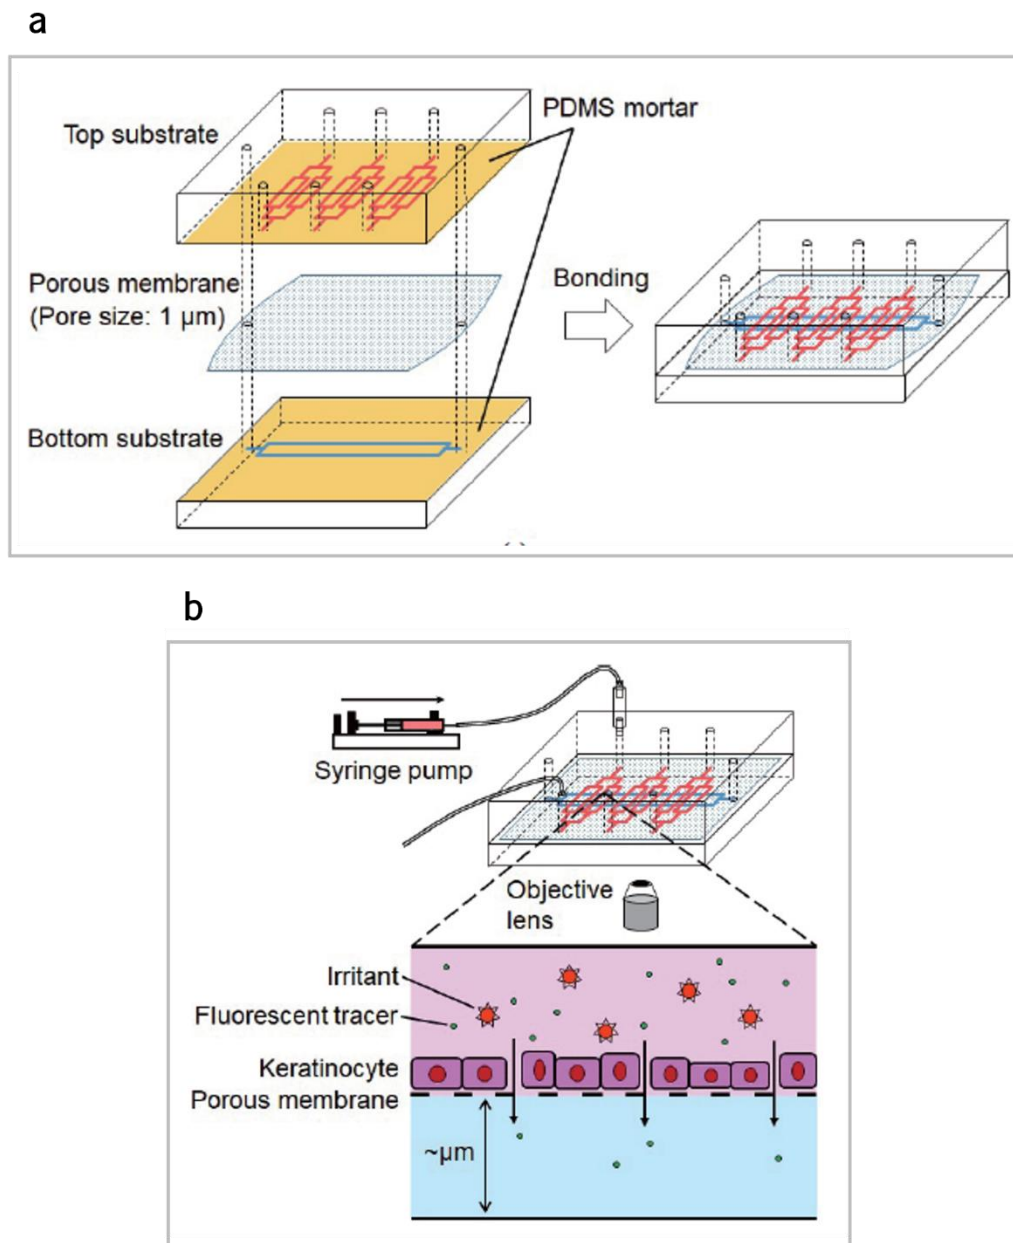 a
Top substrate
PDMS mortar
Porous membrane
(Pore size: 1 µm)
Bonding
Bottom substrate
b
Syringe pump
Objective
lens
Irritant
Fluorescent tracer
Keratinocyte
Porous membrane
~µm